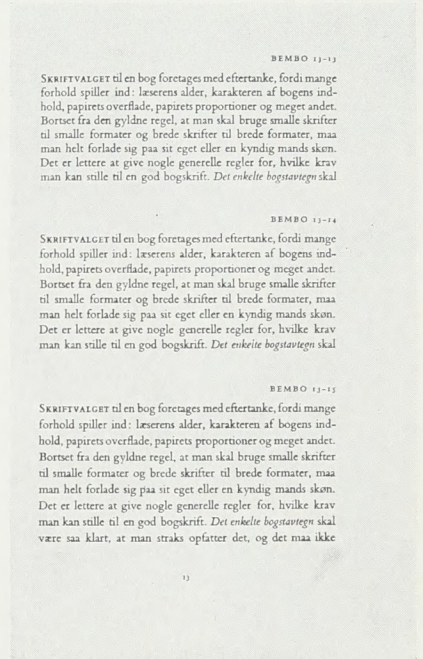 BEMBO 13-13
SKRIFTVALGET til en bog foretages med eftertanke, fordi mange
forhold spiller ind: læserens alder, karakteren af bogens ind-
hold, papirets overflade, papirets proportioner og meget andet.
Bortset fra den gyldne regel, at man skal bruge smalle skrifter
til smalle formater og brede skrifter til brede formater, maa
man helt forlade sig paa sit eget eller en kyndig mands skøn.
Det er lettere at give nogle generelle regler for, hvilke krav
man kan stille til en god bogskrift. Det enkelte bogstavtegn skal
BEMBO 13-14
SKRIFTVALGET til en bog foretages med eftertanke, fordi mange
forhold spiller ind: læserens alder, karakteren af bogens ind-
hold, papirets overflade, papirets proportioner og meget andet.
Bortset fra den gyldne regel, at man skal bruge smalle skrifter
til smalle formater og brede skrifter til brede formater, maa
man helt forlade sig paa sit eget eller en kyndig mands skøn.
Det er lettere at give nogle generelle regler for, hvilke krav
man kan stille til en god bogskrift. Det enkelte bogstavtegn skal
BEMBO 13-15
SKRIFTVALGET til en bog foretages med eftertanke, fordi mange
forhold spiller ind: læserens alder, karakteren af bogens ind-
hold, papirets overflade, papirets proportioner og meget andet.
Bortset fra den gyldne regel, at man skal bruge smalle skrifter
til smalle formater og brede skrifter til brede formater, maa
man helt forlade sig paa sit eget eller en kyndig mands skøn.
Det er lettere at give nogle generelle regler for, hvilke krav
man kan stille til en god bogskrift. Det enkelte bogstavtegn skal
være saa klart, at man straks opfatter det, og det maa ikke
13